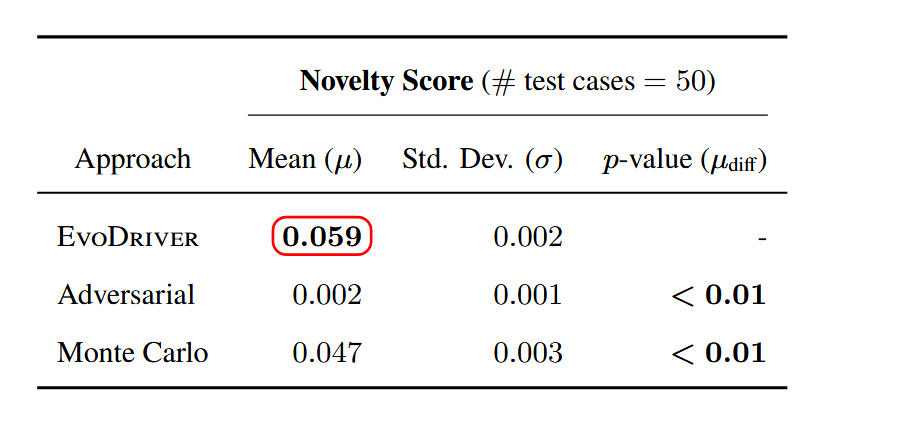 Novelty Score (# test cases = 50)
Approach Mean (μ) Std. Dev. (σ) p-value (μdiff)
EvoDriver 0.059 0.002 -
Adversarial 0.002 0.001 < 0.01
Monte Carlo 0.047 0.003 < 0.01